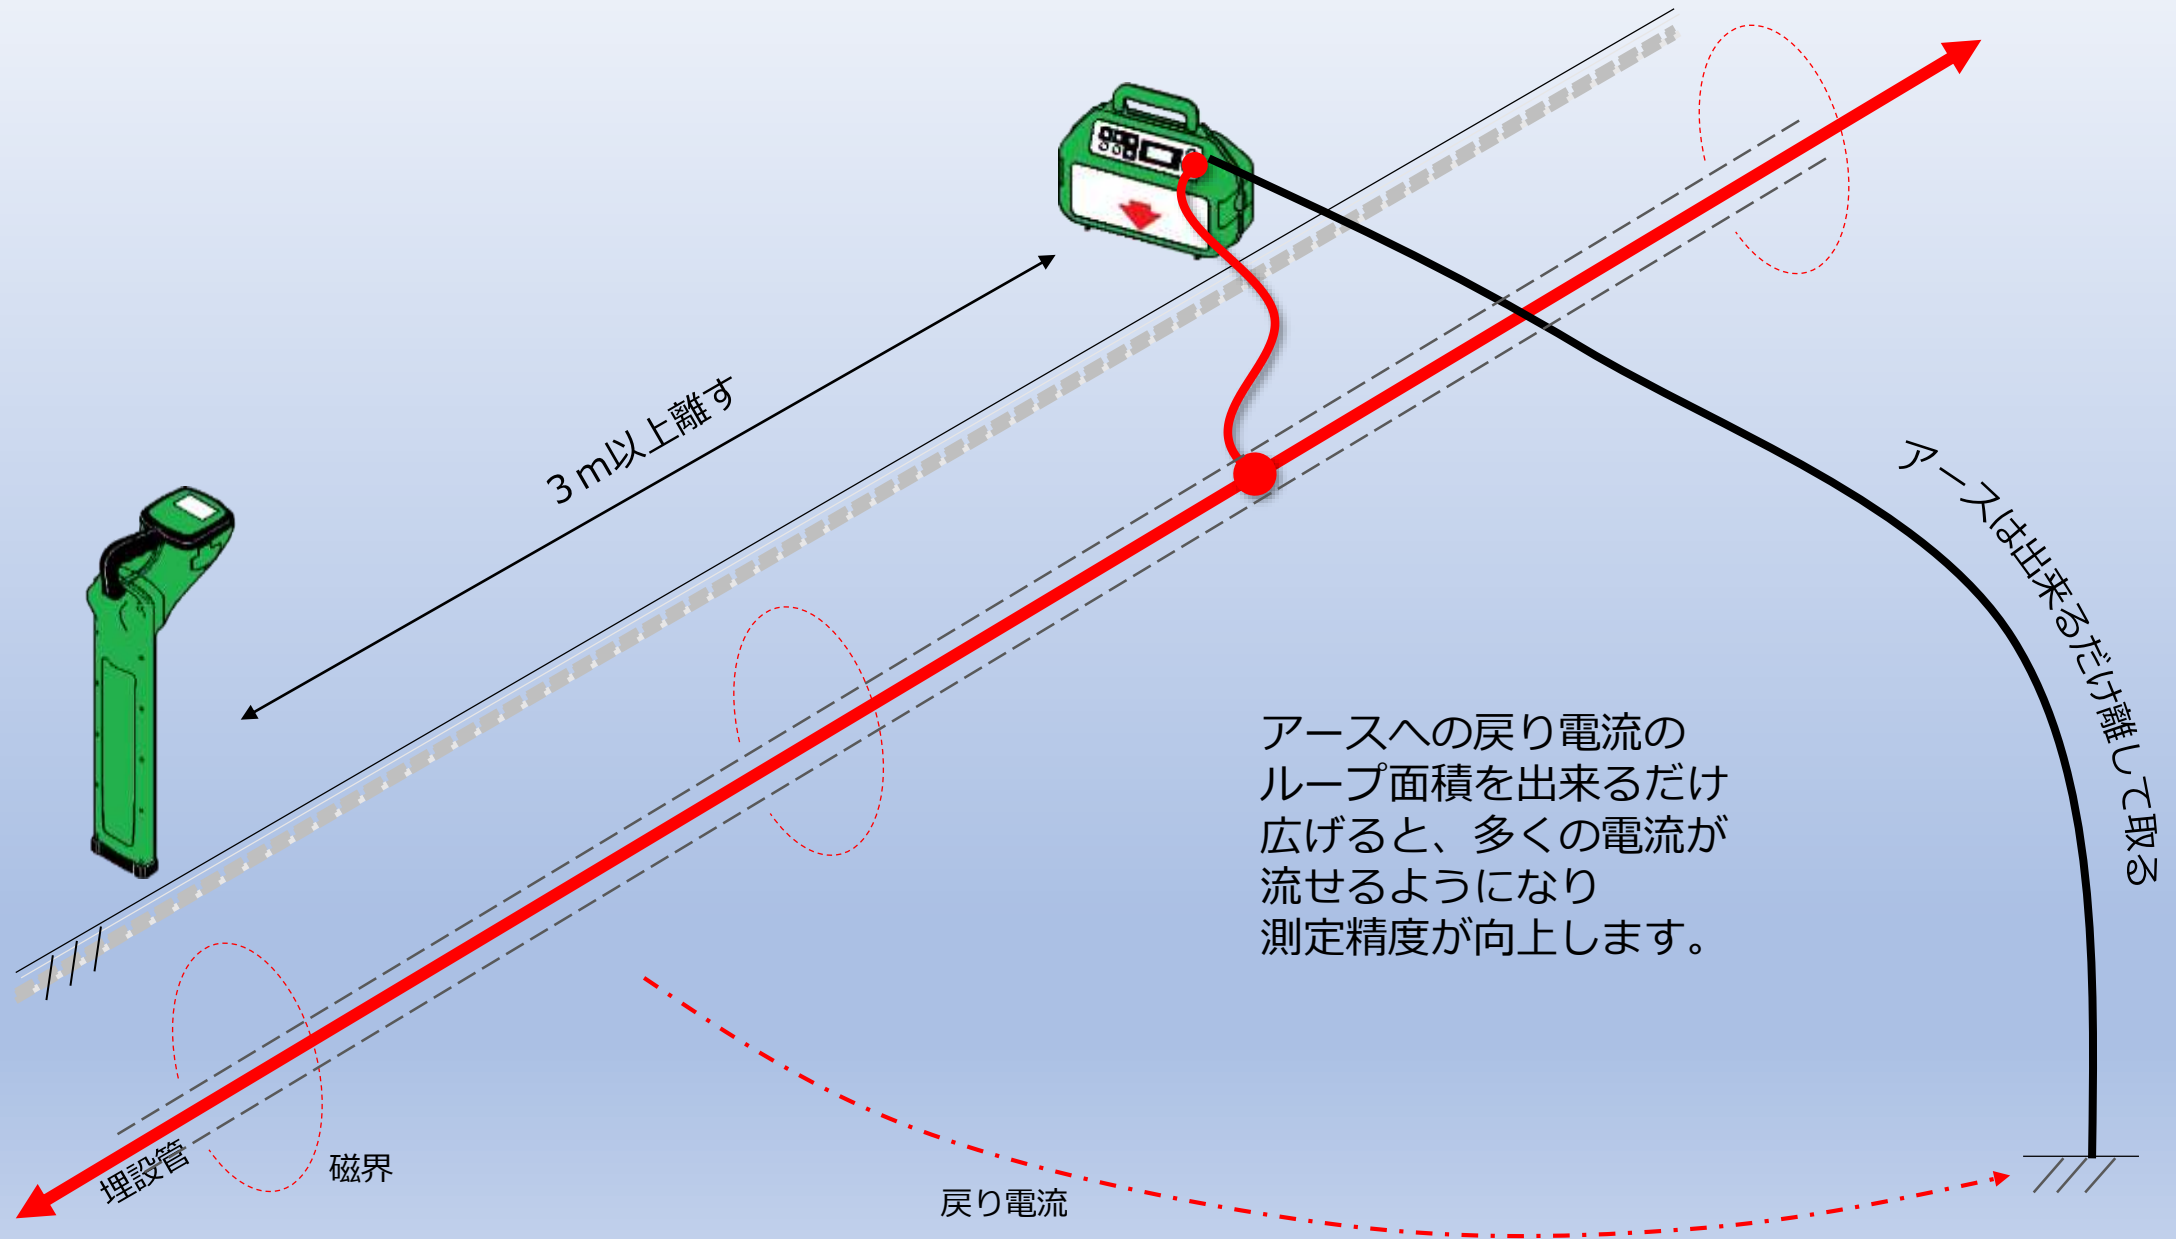 ３ｍ以上離す
アースは出来るだけ離して取る
アースへの戻り電流の
ループ面積を出来るだけ
広げると、多くの電流が
流せるようになり
測定精度が向上します。
埋設管
磁界
戻り電流